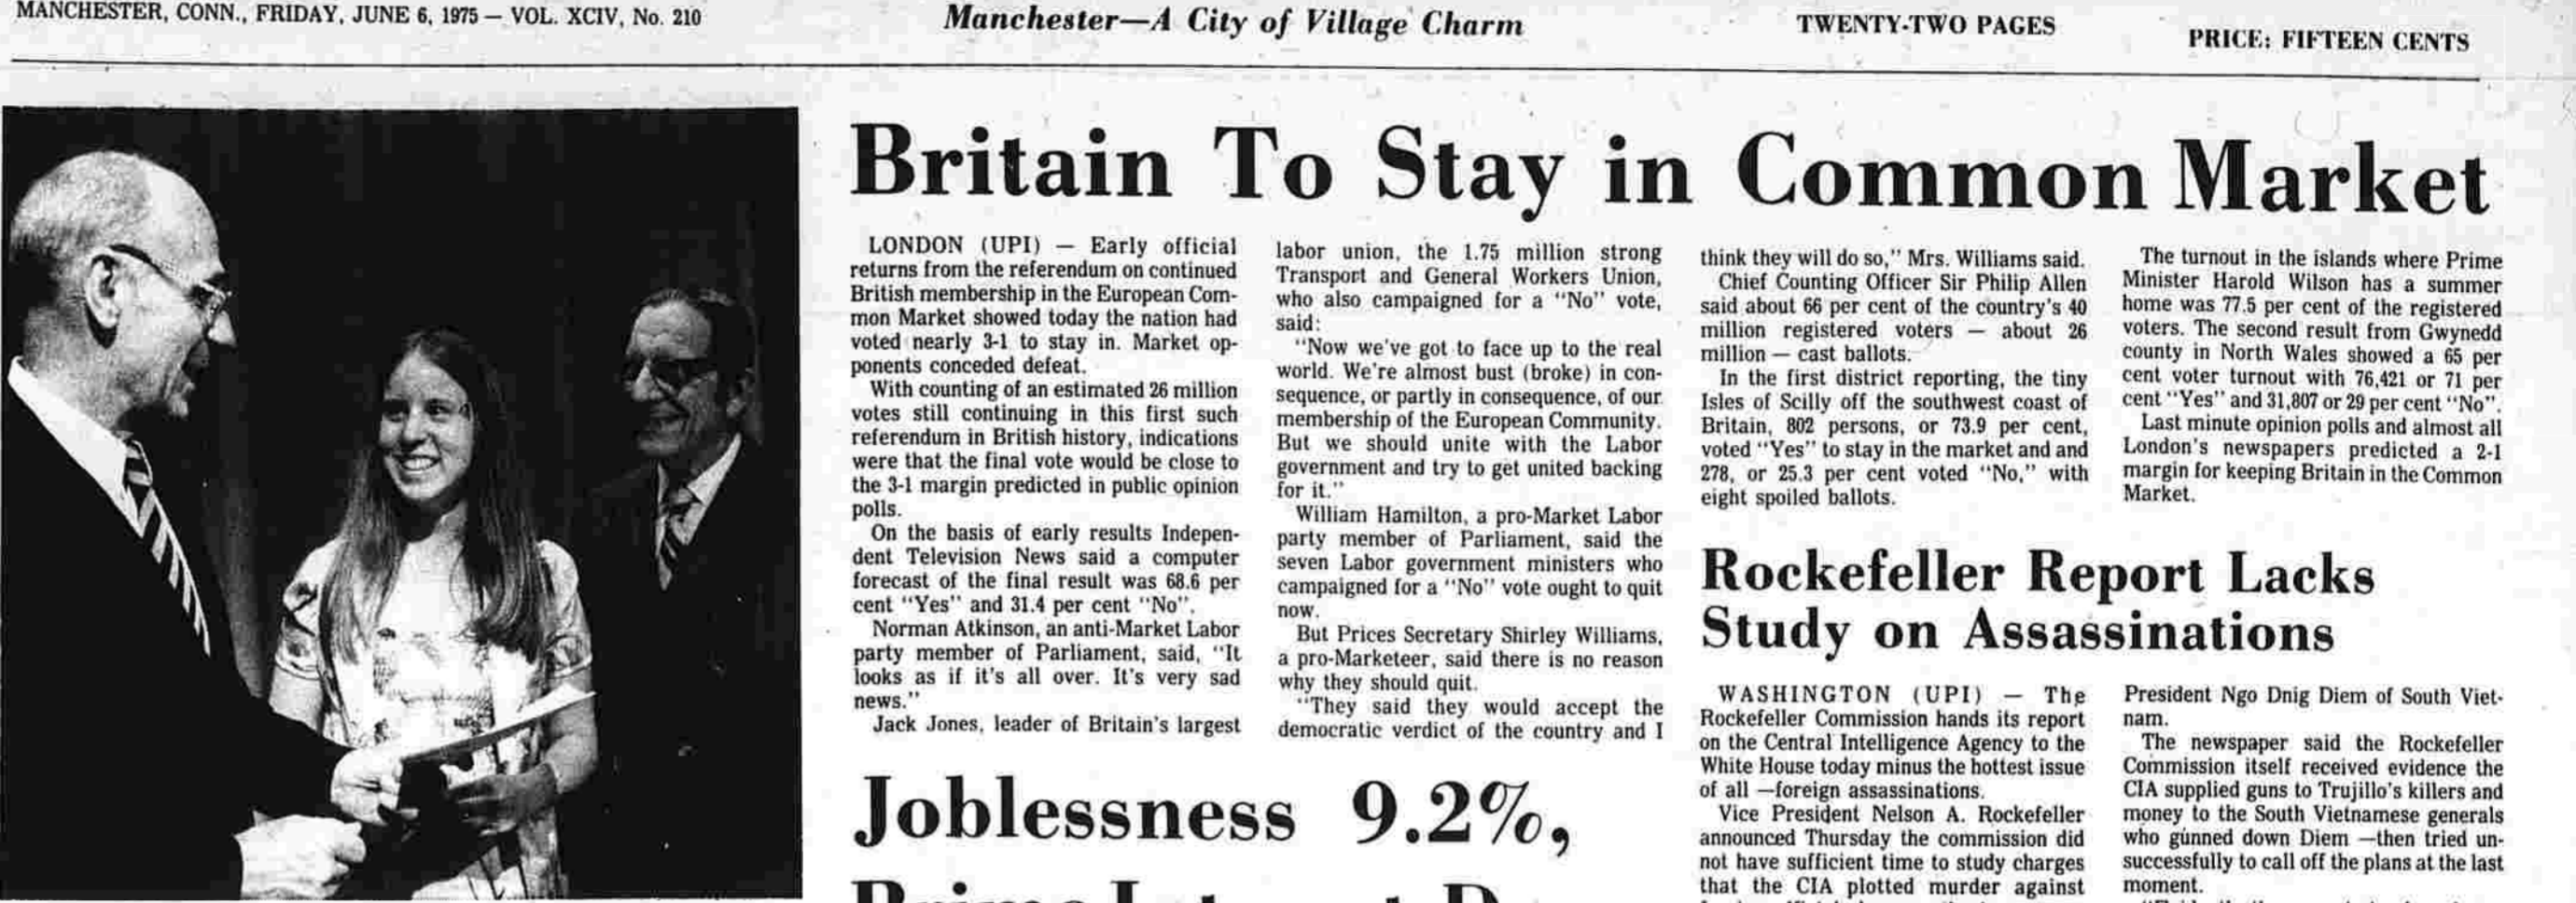 MANCHESTER, CONN., FRIDAY, JUNE 6, 1975 — VOL. XCIV, No. 210
Manchester—A City of Village Charm
TWENTY-TWO PAGES
PRICE: FIFTEEN CENTS
Britain To Stay in Common Market
LONDON (UPI) — Early official
returns from the referendum on continued
British membership in the European Com-
mon Market showed today the nation had
voted nearly 3-1 to stay in. Market op-
ponents conceded defeat.
With counting of an estimated 26 million
votes still continuing in this first such
referendum in British history, indications
were that the final vote would be close to
the 3-1 margin predicted in public opinion
polls.
On the basis of early results Indepen-
dent Television News said a computer
forecast of the final result was 68.6 per
cent "Yes" and 31.4 per cent "No".
Norman Atkinson, an anti-Market Labor
party member of Parliament, said, "It
looks as if it's all over. It's very sad
news."
Jack Jones, leader of Britain's largest
labor union, the 1.75 million strong
Transport and General Workers Union,
who also campaigned for a "No" vote,
said:
"Now we've got to face up to the real
world. We're almost bust (broke) in con-
sequence, or partly in consequence, of our
membership of the European Community.
But we should unite with the Labor
government and try to get united backing
for it."
William Hamilton, a pro-Market Labor
party member of Parliament, said the
seven Labor government ministers who
campaigned for a "No" vote ought to quit
now.
But Prices Secretary Shirley Williams,
a pro-Marketeer, said there is no reason
why they should quit.
"They said they would accept the
democratic verdict of the country and I
think they will do so," Mrs. Williams said.
Chief Counting Officer Sir Philip Allen
said about 66 per cent of the country's 40
million registered voters — about 26
million — cast ballots.
In the first district reporting, the tiny
Isles of Scilly off the southwest coast of
Britain, 802 persons, or 73.9 per cent,
voted "Yes" to stay in the market and and
278, or 25.3 per cent voted "No," with
eight spoiled ballots.
The turnout in the islands where Prime
Minister Harold Wilson has a summer
home was 77.5 per cent of the registered
voters. The second result from Gwynedd
county in North Wales showed a 65 per
cent voter turnout with 76,421 or 71 per
cent "Yes" and 31,807 or 29 per cent "No".
Last minute opinion polls and almost all
London's newspapers predicted a 2-1
margin for keeping Britain in the Common
Market.
Joblessness 9.2%,
Rockefeller Report Lacks
Study on Assassinations
WASHINGTON (UPI) — The
Rockefeller Commission hands its report
on the Central Intelligence Agency to the
White House today minus the hottest issue
of all —foreign assassinations.
Vice President Nelson A. Rockefeller
announced Thursday the commission did
not have sufficient time to study charges
that the CIA plotted murder against
President Ngo Dnig Diem of South Viet-
nam.
The newspaper said the Rockefeller
Commission itself received evidence the
CIA supplied guns to Trujillo's killers and
money to the South Vietnamese generals
who gunned down Diem —then tried un-
successfully to call off the plans at the last
moment.